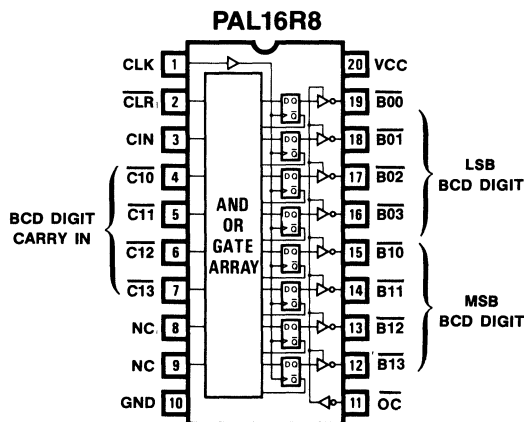 PAL16R8
CLK 1 20 VCC
CLR 2 D Q Q 19 B00
CIN 3 D Q Q 18 B01
C10 4 D Q Q 17 B02
LSB
BCD DIGIT
C11 5 D Q Q 16 B03
BCD DIGIT
CARRY IN
AND
OR
GATE
ARRAY
C12 6 D Q Q 15 B10
C13 7 D Q Q 14 B11
MSB
BCD DIGIT
NC 8 D Q Q 13 B12
NC 9 D Q Q 12 B13
GND 10 11 OC